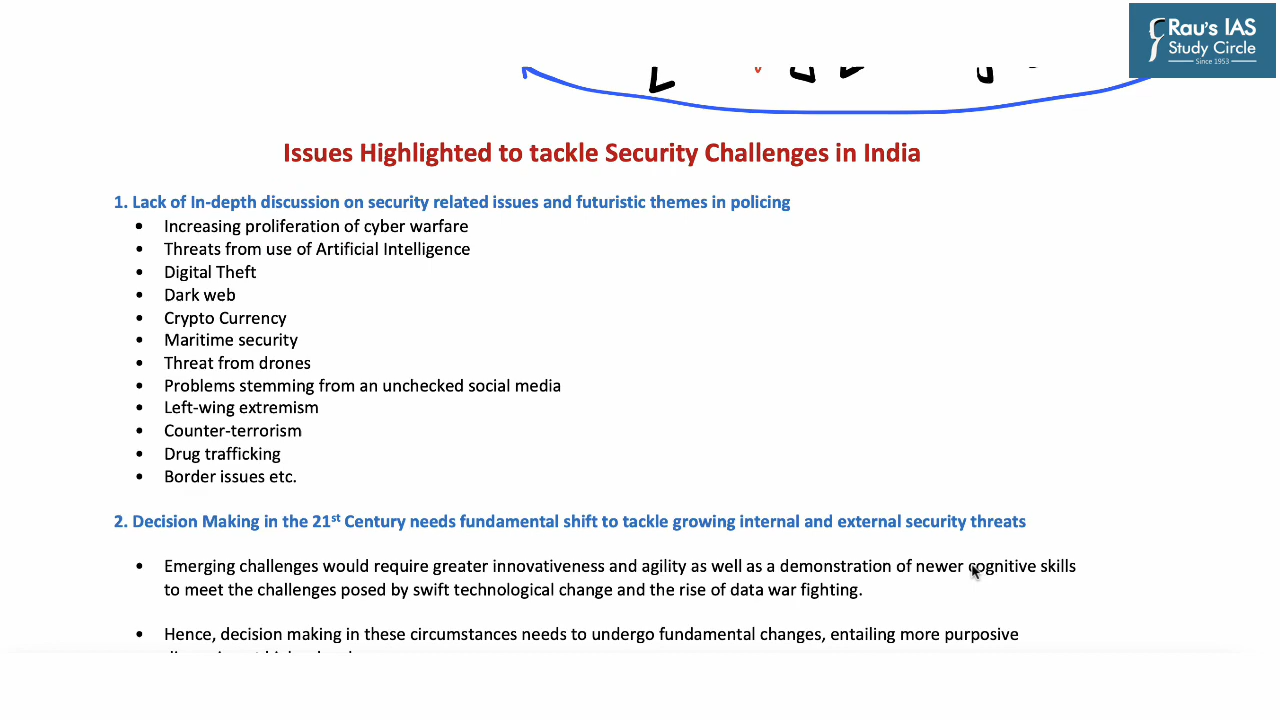 Rau's IAS
Study Circle
Since 1953
Issues Highlighted to tackle Security Challenges in India
1. Lack of In-depth discussion on security related issues and futuristic themes in policing
• Increasing proliferation of cyber warfare
• Threats from use of Artificial Intelligence
• Digital Theft
• Dark web
• Crypto Currency
• Maritime security
• Threat from drones
• Problems stemming from an unchecked social media
• Left-wing extremism
• Counter-terrorism
• Drug trafficking
• Border issues etc.
2. Decision Making in the 21st Century needs fundamental shift to tackle growing internal and external security threats
• Emerging challenges would require greater innovativeness and agility as well as a demonstration of newer cognitive skills
to meet the challenges posed by swift technological change and the rise of data war fighting.
• Hence, decision making in these circumstances needs to undergo fundamental changes, entailing more purposive